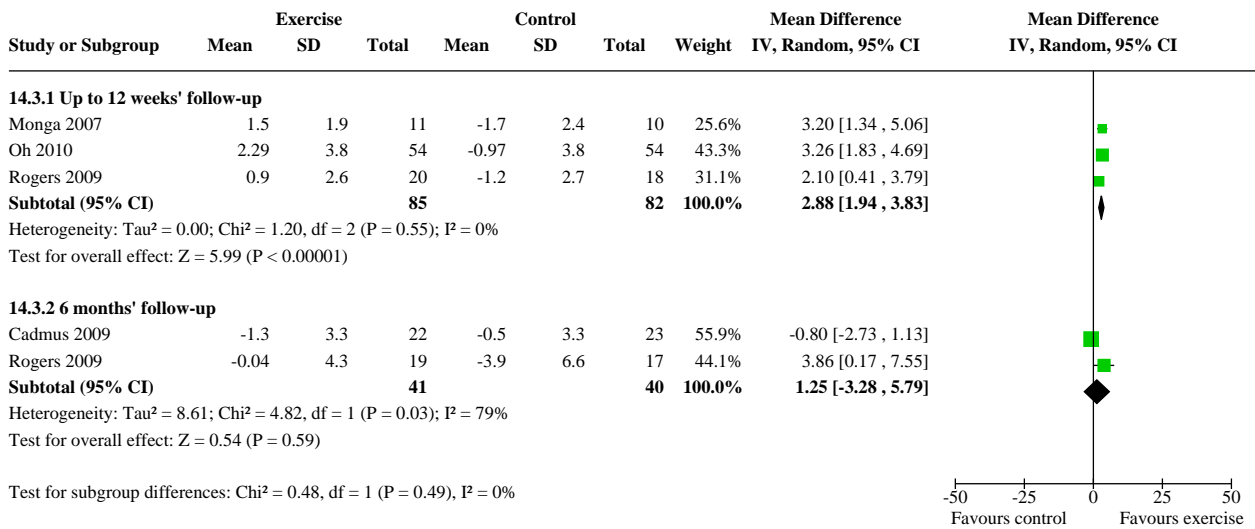 Exercise Control Mean Difference Mean Difference
Study or Subgroup Mean SD Total Mean SD Total Weight IV, Random, 95% CI IV, Random, 95% CI
14.3.1 Up to 12 weeks' follow-up
Monga 2007 1.5 1.9 11 -1.7 2.4 10 25.6% 3.20 [1.34 , 5.06]
Oh 2010 2.29 3.8 54 -0.97 3.8 54 43.3% 3.26 [1.83 , 4.69]
Rogers 2009 0.9 2.6 20 -1.2 2.7 18 31.1% 2.10 [0.41 , 3.79]
Subtotal (95% CI) 85 82 100.0% 2.88 [1.94 , 3.83]
Heterogeneity: Tau² = 0.00; Chi² = 1.20, df = 2 (P = 0.55); I² = 0%
Test for overall effect: Z = 5.99 (P < 0.00001)
14.3.2 6 months' follow-up
Cadmus 2009 -1.3 3.3 22 -0.5 3.3 23 55.9% -0.80 [-2.73 , 1.13]
Rogers 2009 -0.04 4.3 19 -3.9 6.6 17 44.1% 3.86 [0.17 , 7.55]
Subtotal (95% CI) 41 40 100.0% 1.25 [-3.28 , 5.79]
Heterogeneity: Tau² = 8.61; Chi² = 4.82, df = 1 (P = 0.03); I² = 79%
Test for overall effect: Z = 0.54 (P = 0.59)
Test for subgroup differences: Chi² = 0.48, df = 1 (P = 0.49), I² = 0%
-50 -25 0 25 50
Favours control Favours exercise